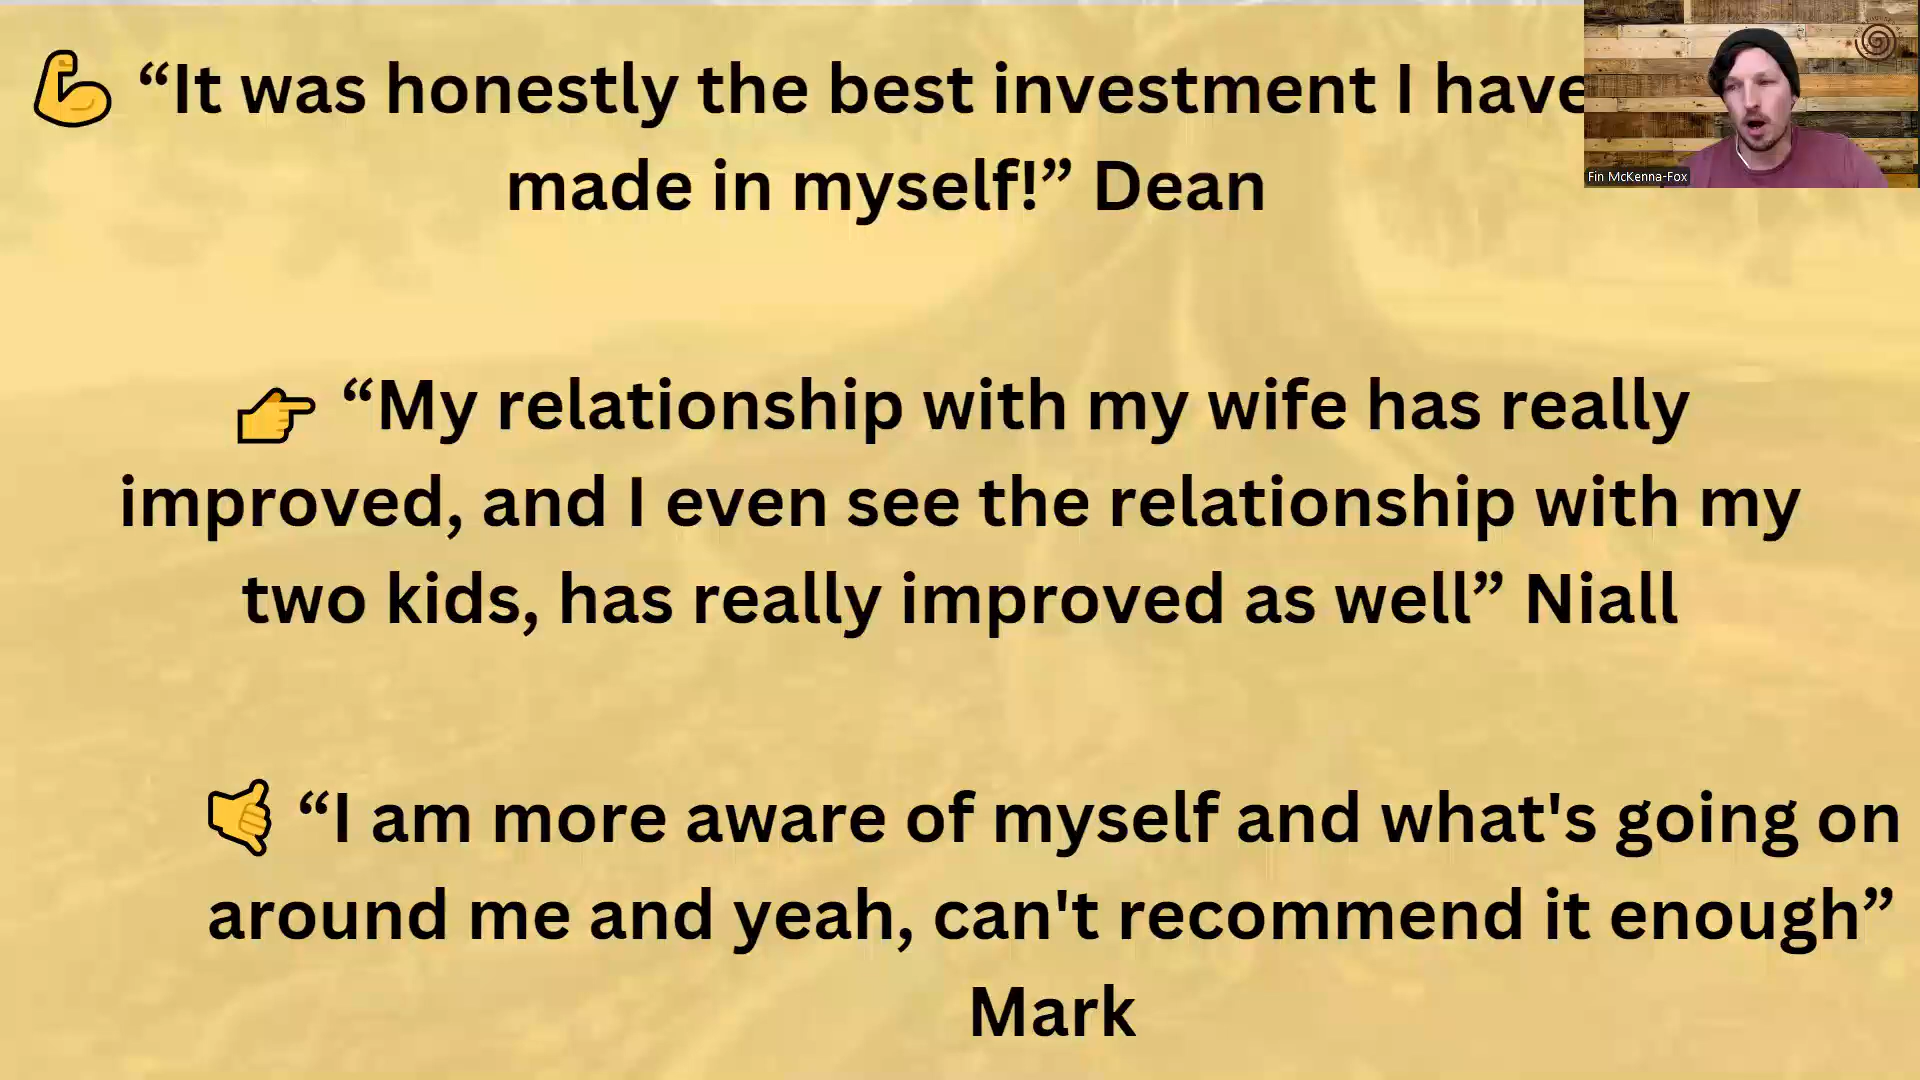 “It was honestly the best investment I have
made in myself!” Dean
Fin McKenna-Fox
“My relationship with my wife has really
improved, and I even see the relationship with my
two kids, has really improved as well” Niall
“I am more aware of myself and what's going on
around me and yeah, can't recommend it enough”
Mark